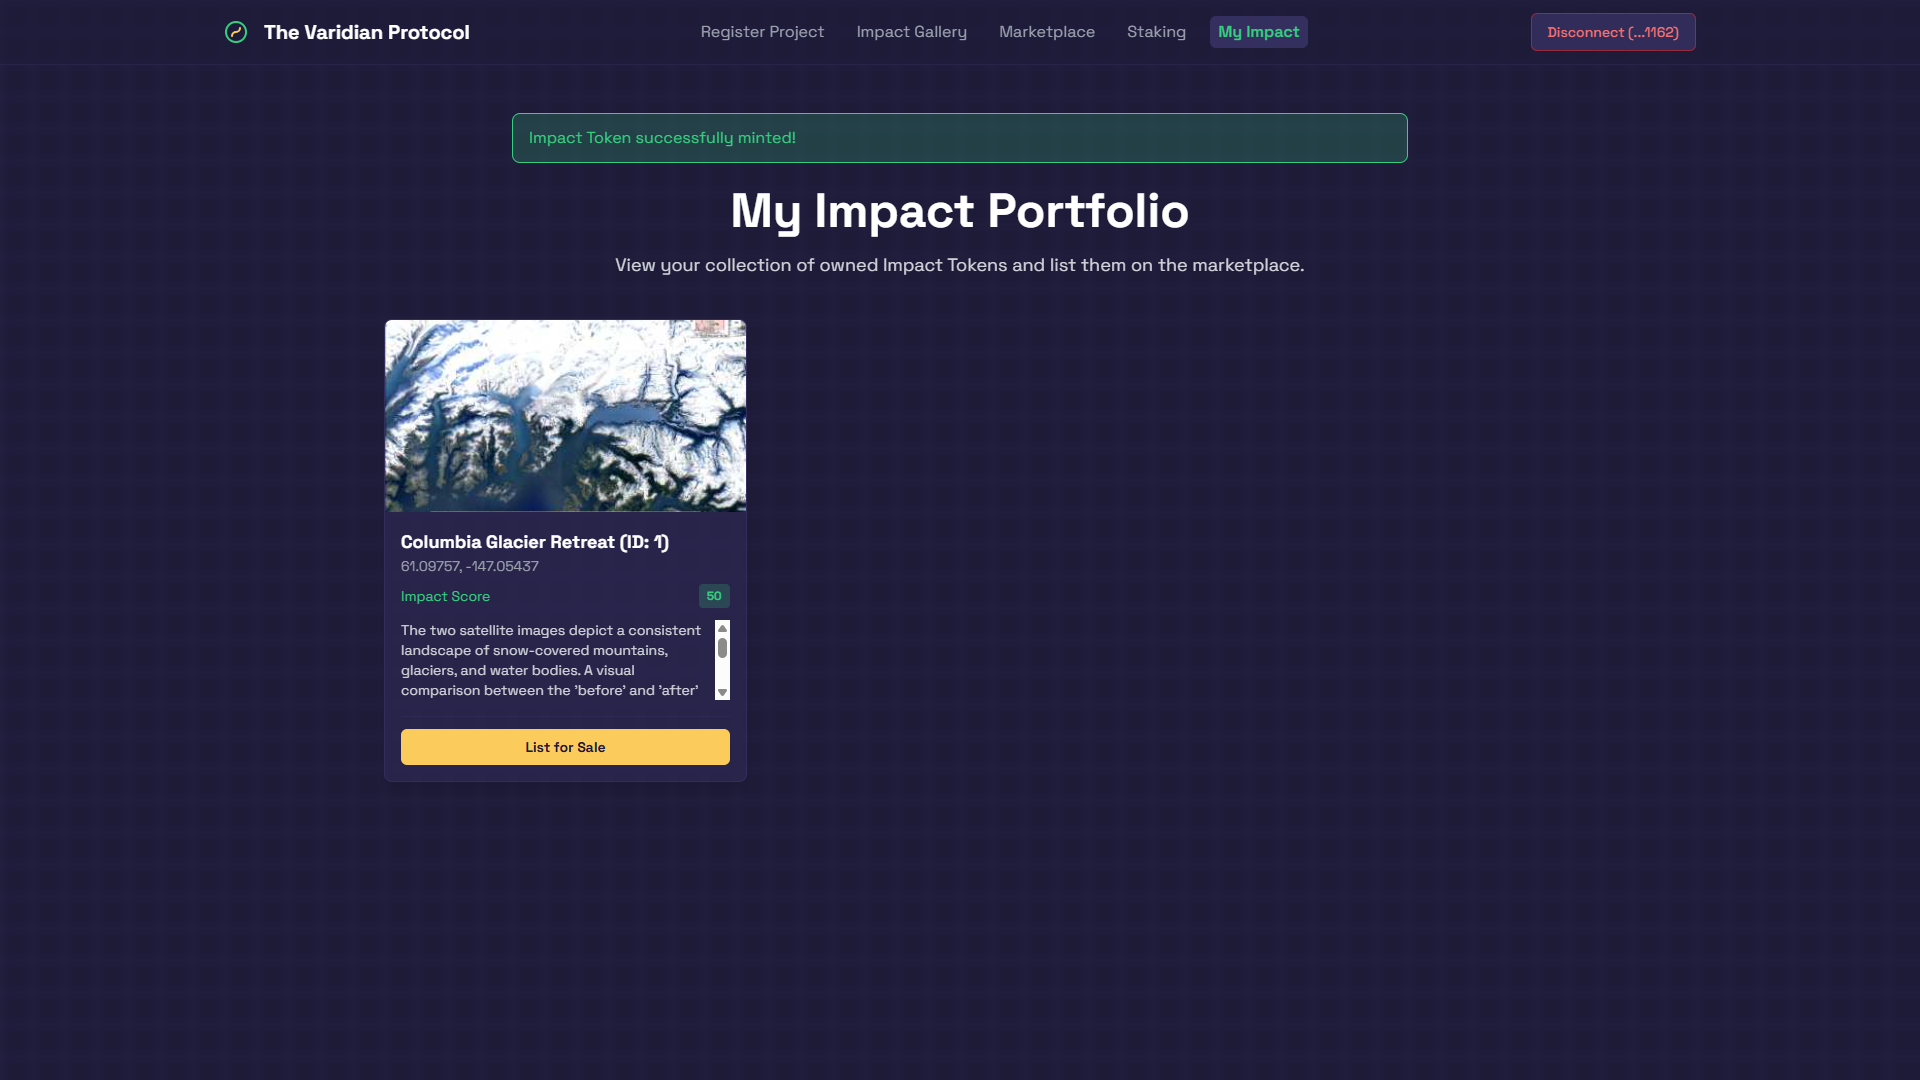 The Varidian Protocol
Register Project
Impact Gallery
Marketplace
Staking
My Impact
Disconnect (...1162)
Impact Token successfully minted!
My Impact Portfolio
View your collection of owned Impact Tokens and list them on the marketplace.
Columbia Glacier Retreat (ID: 1)
61.09757, -147.05437
Impact Score
50
The two satellite images depict a consistent
landscape of snow-covered mountains,
glaciers, and water bodies. A visual
comparison between the 'before' and 'after'
List for Sale